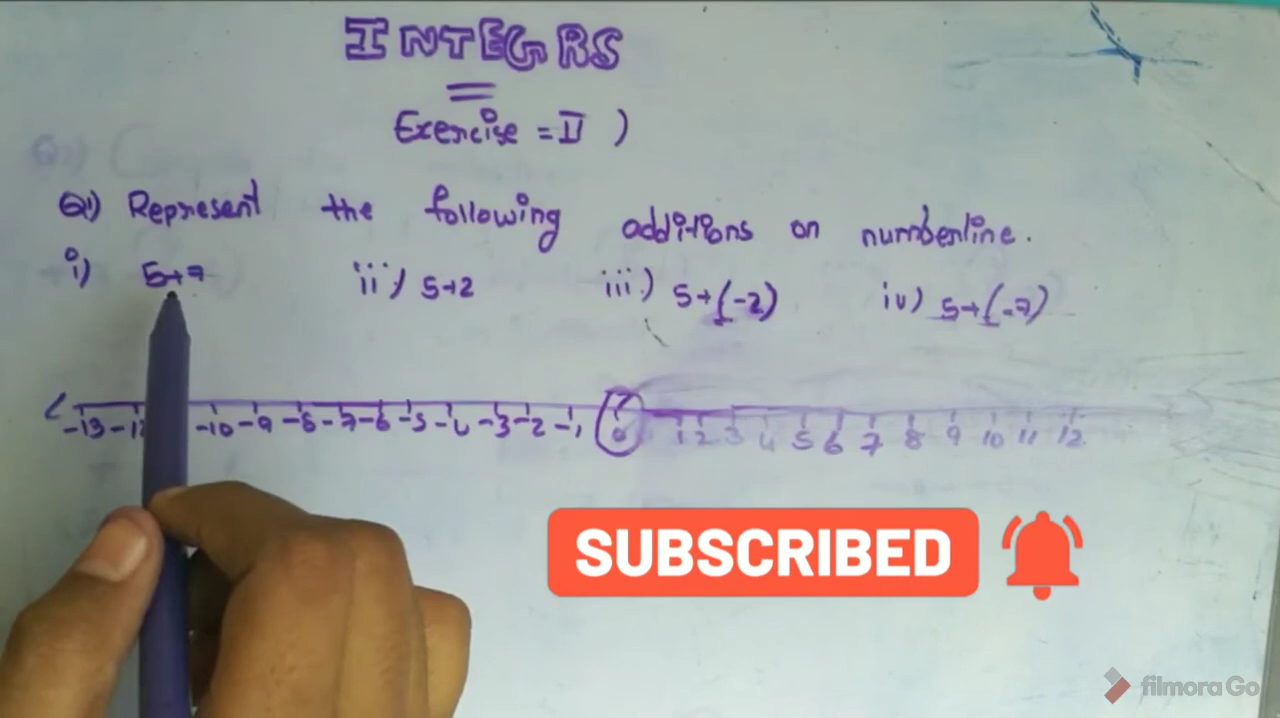 INTEGRS
Exercise = II )
Q1) Represent the following additions on numberline.
i) 5+7 ii) 5+2 iii) 5+(-2) iv) 5+(-7)
-13 -12 -10 -9 -8 -7 -6 -5 -4 -3 -2 -1 0 1 2 3 4 5 6 7 8 9 10 11 12
SUBSCRIBED
filmora Go